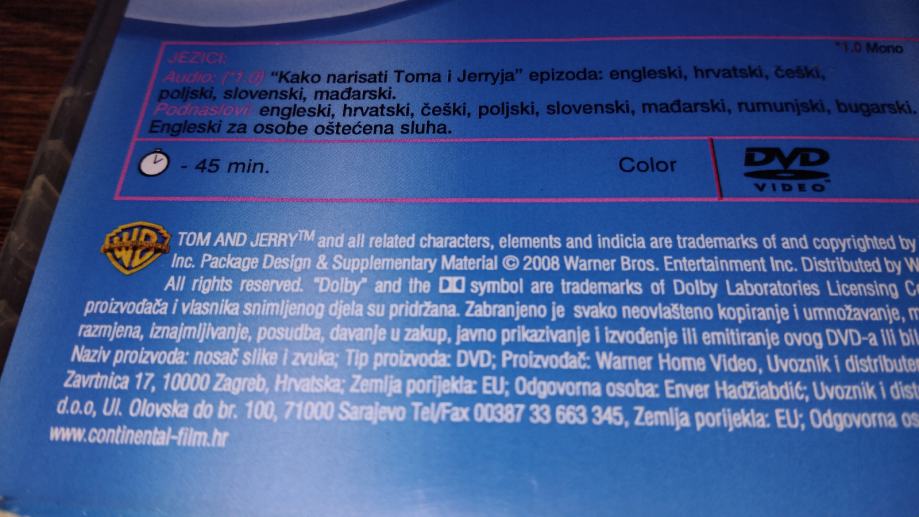 *1.0 Mono
JEZICI:
Audio: (*1.0) "Kako narisati Toma i Jerryja" epizoda: engleski, hrvatski, češki,
poljski, slovenski, mađarski.
Podnaslovi: engleski, hrvatski, češki, poljski, slovenski, mađarski, rumunjski, bugarski.
Engleski za osobe oštećena sluha.
- 45 min. Color DVD
VIDEO™
WB TOM AND JERRY™ and all related characters, elements and indicia are trademarks of and copyrighted by
Inc. Package Design & Supplementary Material © 2008 Warner Bros. Entertainment Inc. Distributed by
All rights reserved. "Dolby" and the symbol are trademarks of Dolby Laboratories Licensing
proizvođača i vlasnika snimljenog djela su pridržana. Zabranjeno je svako neovlašteno kopiranje i umnožavanje,
razmjena, iznajmljivanje, posudba, davanje u zakup, javno prikazivanje i izvođenje ili emitiranje ovog DVD-a ili
Naziv proizvoda: nosač slike i zvuka; Tip proizvoda: DVD; Proizvođač: Warner Home Video, Uvoznik i
Zavrtnica 17, 10000 Zagreb, Hrvatska; Zemlja porijekla: EU; Odgovorna osoba: Enver Hadžiabdić; Uvoznik i
d.o.o, Ul. Olovska do br. 100, 71000 Sarajevo Tel/Fax 00387 33 663 345, Zemlja porijekla: EU; Odgovorna
www.continental-film.hr